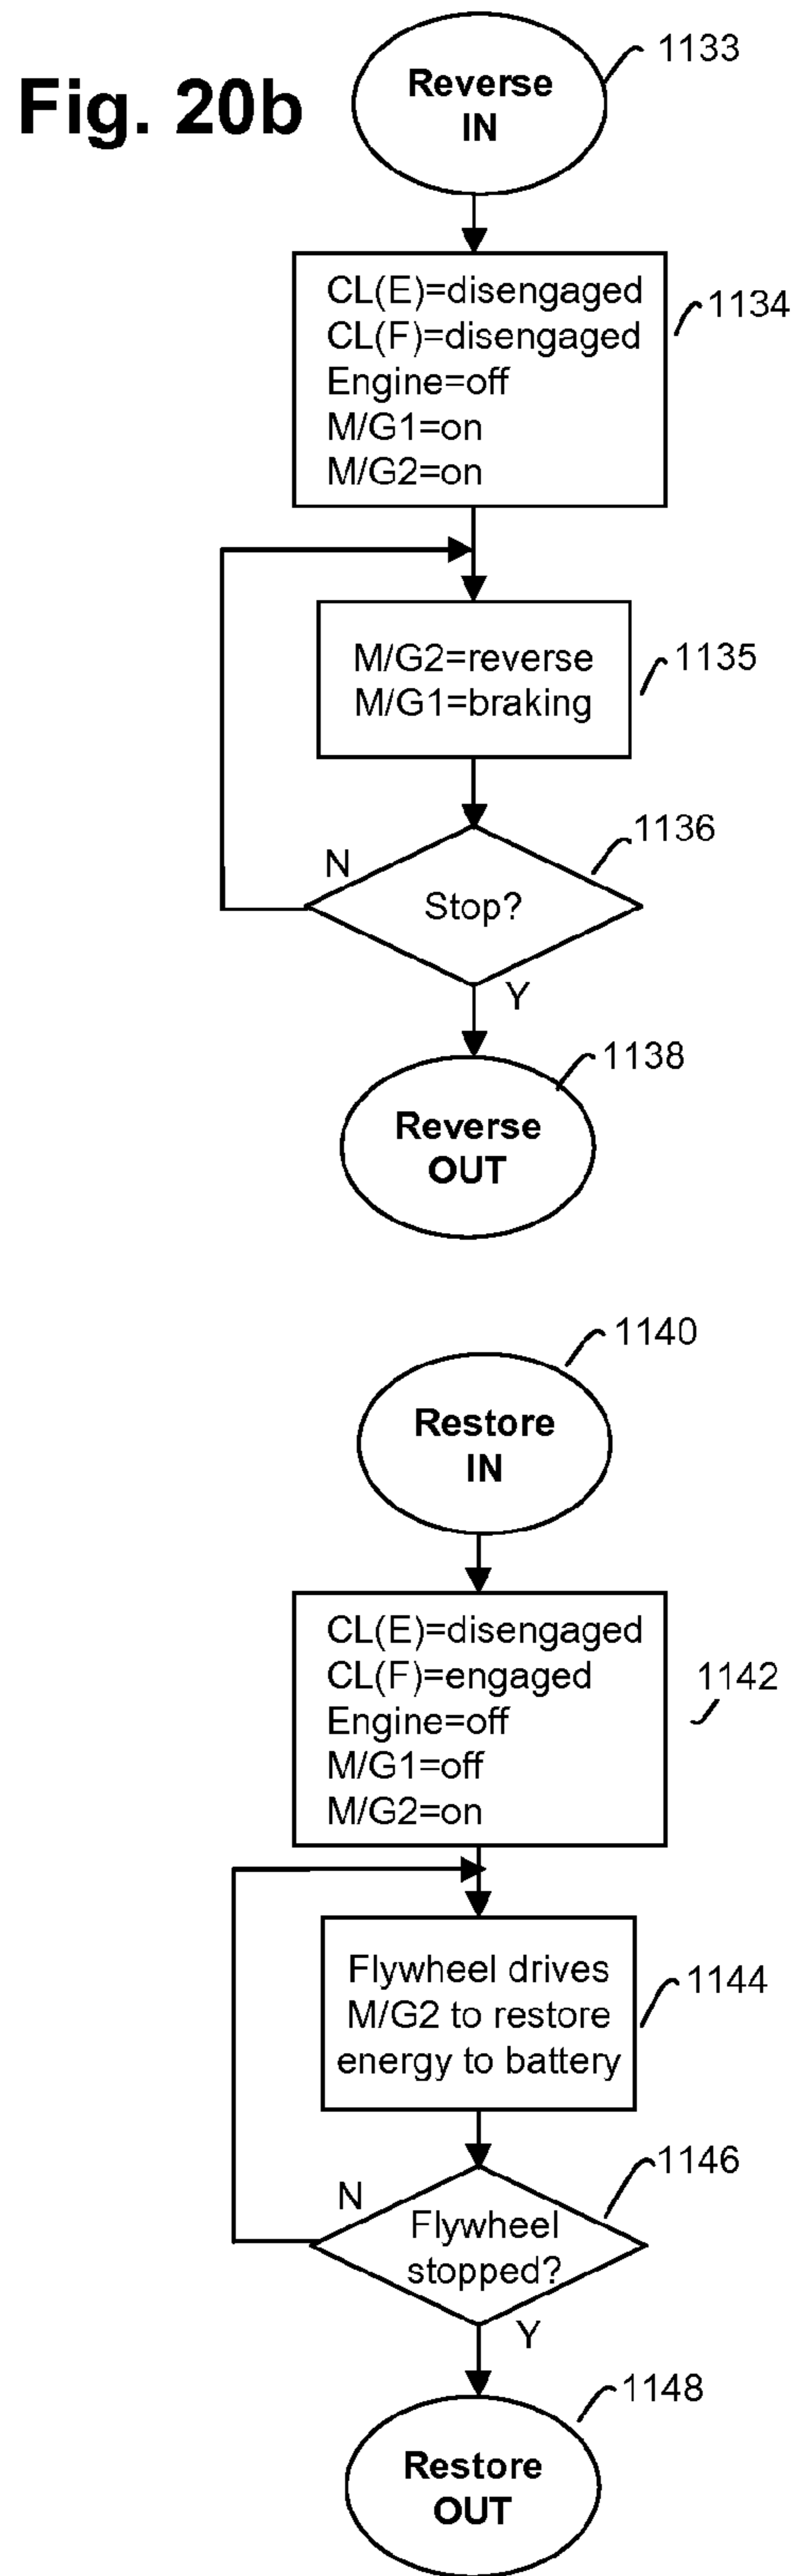 Fig. 20b
Reverse
IN
1133
CL(E)=disengaged
CL(F)=disengaged
Engine=off
M/G1=on
M/G2=on
1134
M/G2=reverse
M/G1=braking
1135
N
Stop?
1136
Y
Reverse
OUT
1138
Restore
IN
1140
CL(E)=disengaged
CL(F)=engaged
Engine=off
M/G1=off
M/G2=on
1142
Flywheel drives
M/G2 to restore
energy to battery
1144
N
Flywheel
stopped?
1146
Y
Restore
OUT
1148